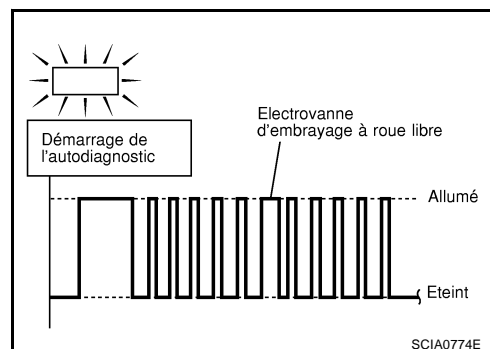 Démarrage de
l'autodiagnostic
Electrovanne
d'embrayage à roue libre
Allumé
Eteint
SCIA0774E